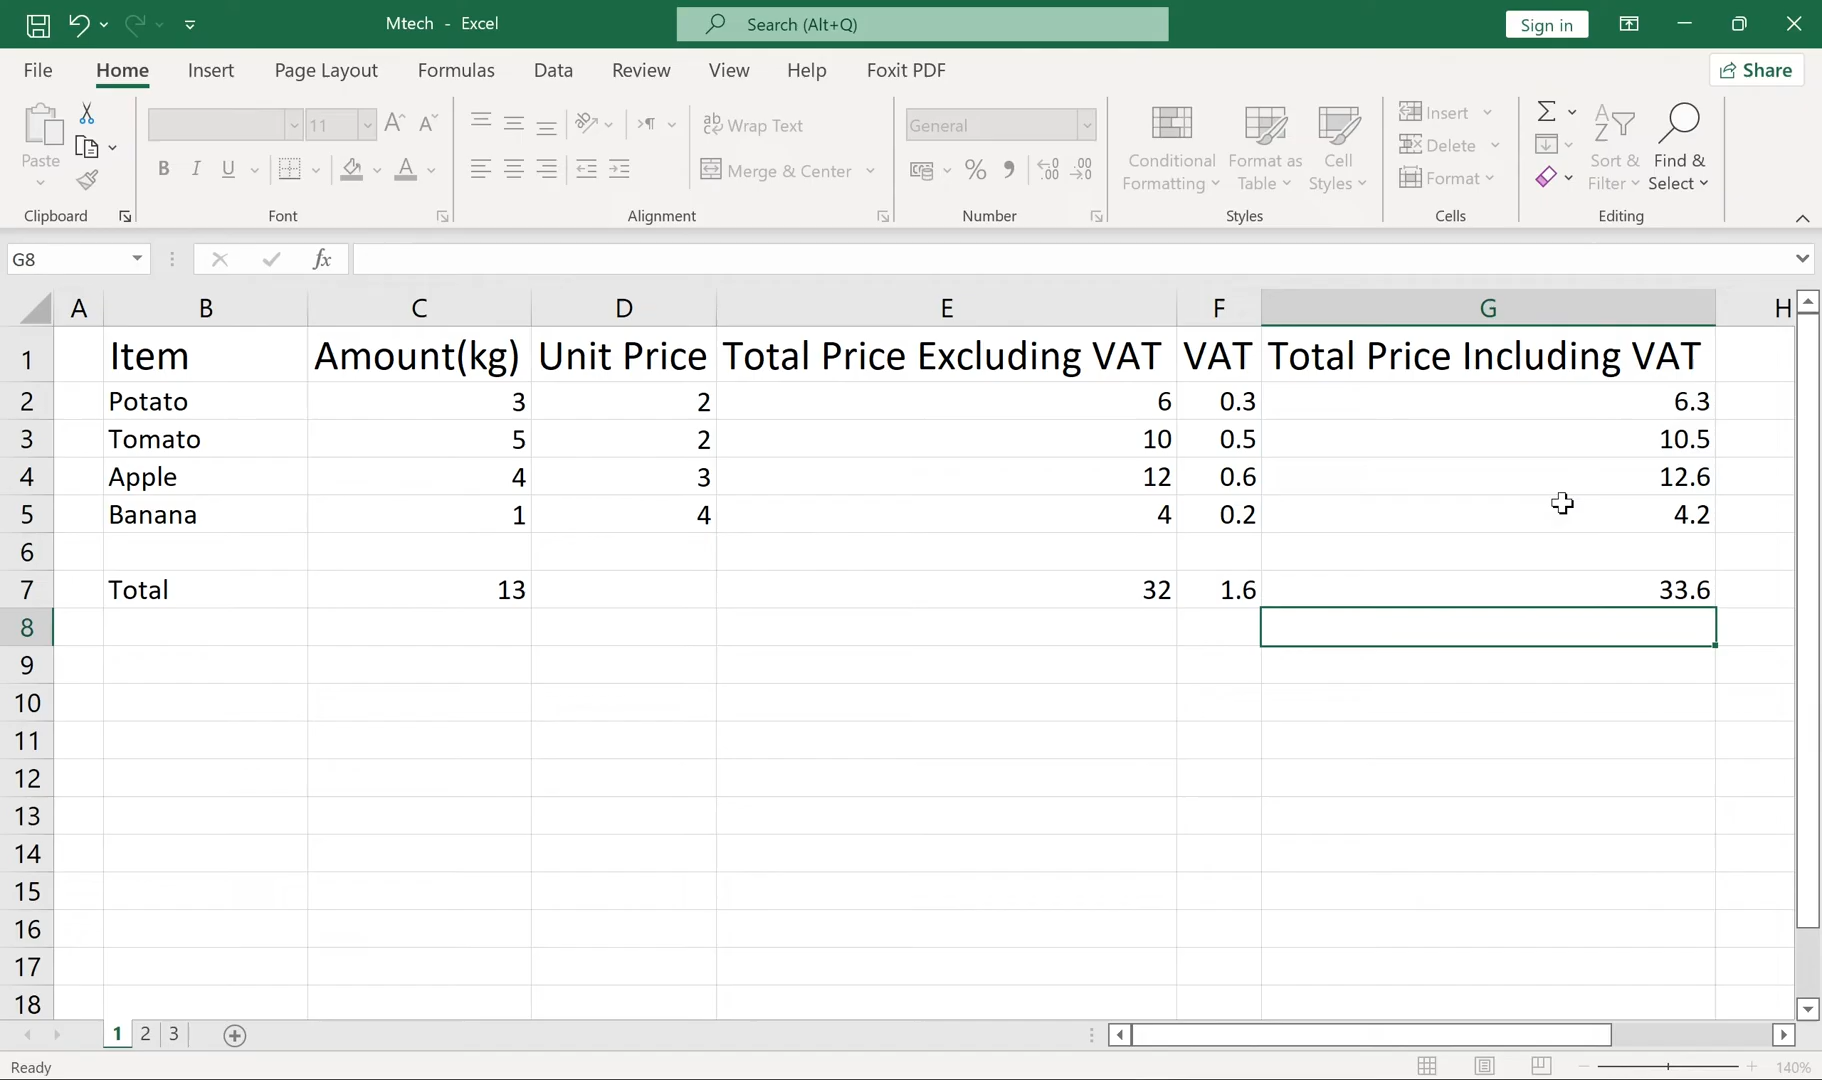 Mtech - Excel
Search (Alt+Q)
Sign in
File Home Insert Page Layout Formulas Data Review View Help Foxit PDF
Share
Paste
11
B I U
A
Wrap Text
Merge & Center
General
Conditional Formatting
Format as Table
Cell Styles
Insert
Delete
Format
Sort & Filter
Find & Select
Clipboard Font Alignment Number Styles Cells Editing
G8
fx
A B C D E F G H
1 Item Amount(kg) Unit Price Total Price Excluding VAT VAT Total Price Including VAT
2 Potato 3 2 6 0.3 6.3
3 Tomato 5 2 10 0.5 10.5
4 Apple 4 3 12 0.6 12.6
5 Banana 1 4 4 0.2 4.2
6
7 Total 13 32 1.6 33.6
8
9
10
11
12
13
14
15
16
17
18
1 2 3
Ready
140%